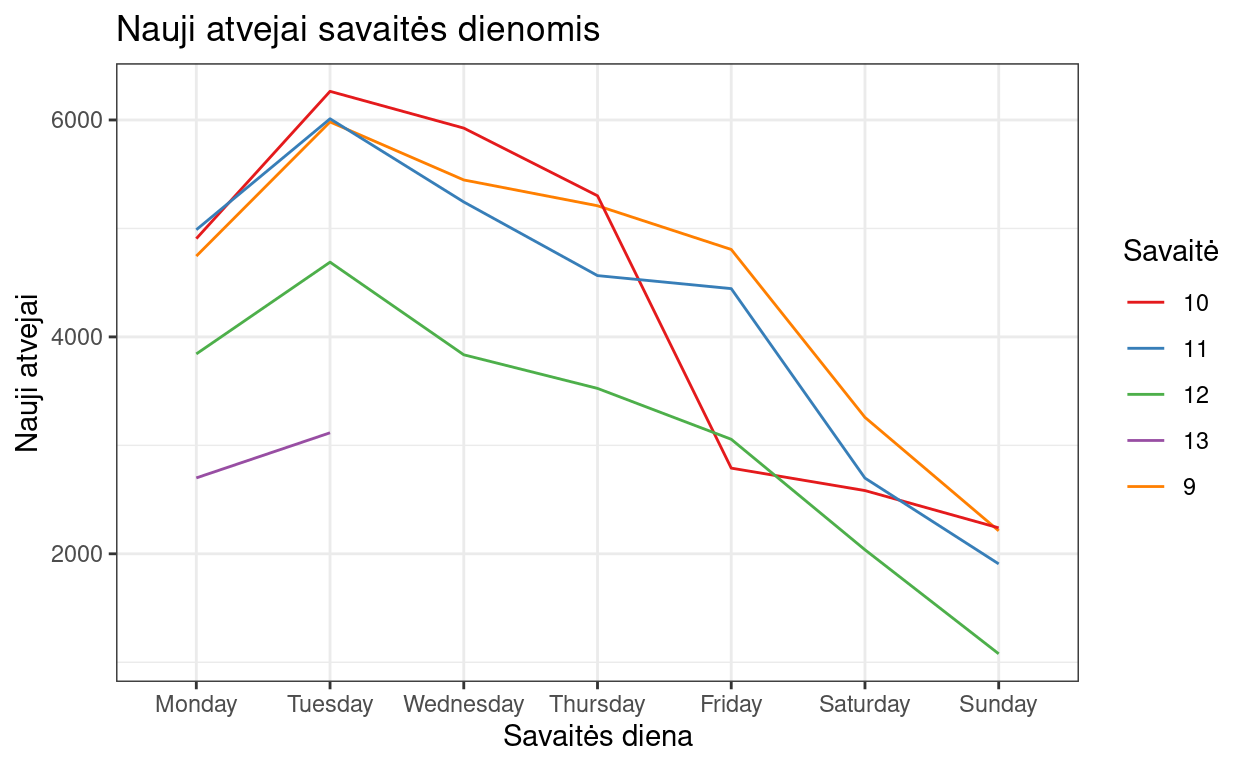 Nauji atvejai savaitės dienomis
Nauji atvejai
6000
4000
2000
Monday Tuesday Wednesday Thursday Friday Saturday Sunday
Savaitės diena
Savaitė
10
11
12
13
9